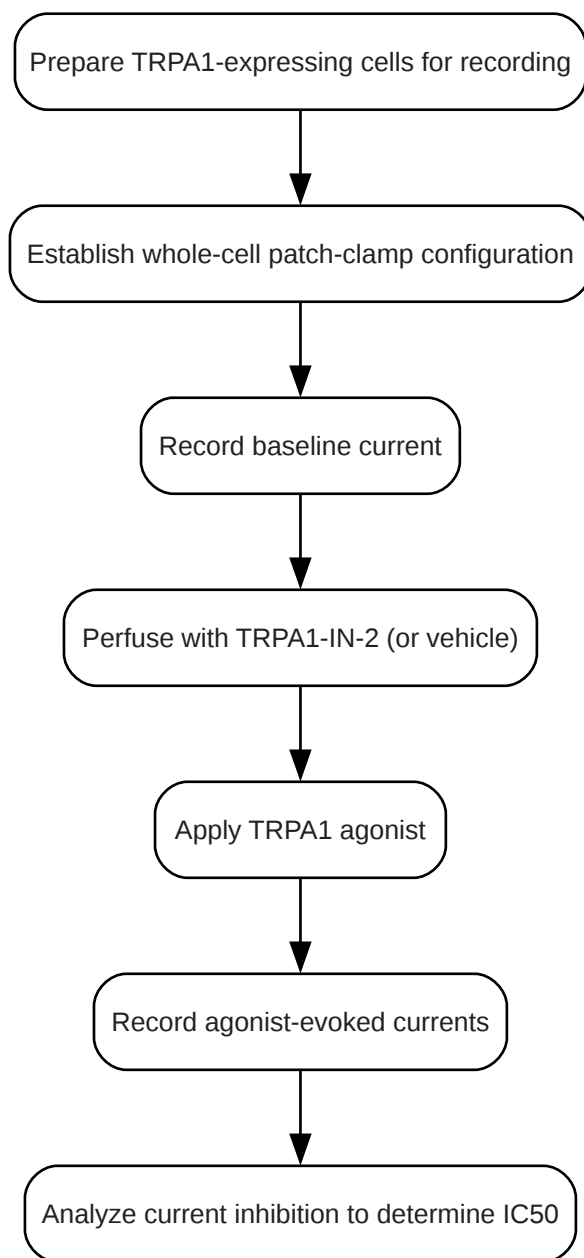 Prepare TRPA1-expressing cells for recording
Establish whole-cell patch-clamp configuration
Record baseline current
Perfuse with TRPA1-IN-2 (or vehicle)
Apply TRPA1 agonist
Record agonist-evoked currents
Analyze current inhibition to determine IC50